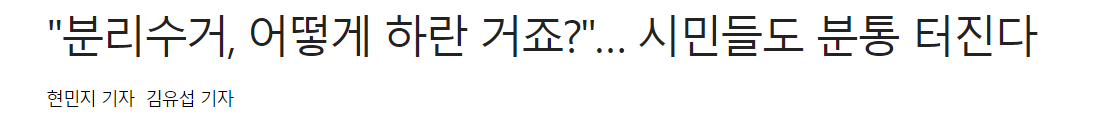 "분리수거, 어떻게 하란 거죠?"... 시민들도 분통 터진다
현민지 기자 김유섭 기자